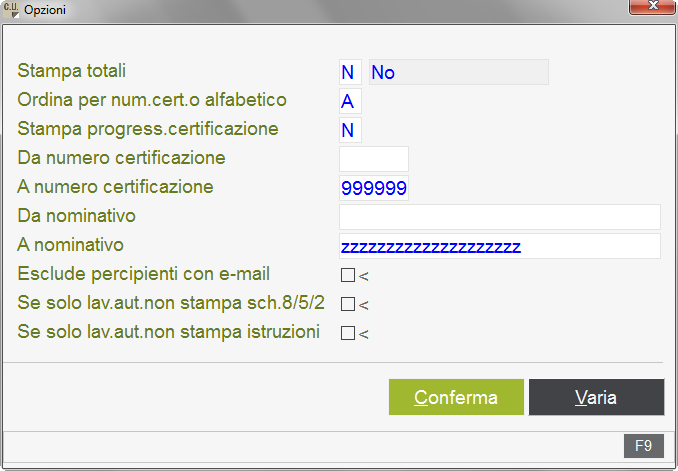 C.U. Opzioni
Stampa totali N No
Ordina per num.cert.o alfabetico A
Stampa progress.certificazione N
Da numero certificazione
A numero certificazione 999999
Da nominativo
A nominativo zzzzzzzzzzzzzzzzzzzz
Esclude percipienti con e-mail <
Se solo lav.aut.non stampa sch.8/5/2 <
Se solo lav.aut.non stampa istruzioni <
Conferma Varia
F9